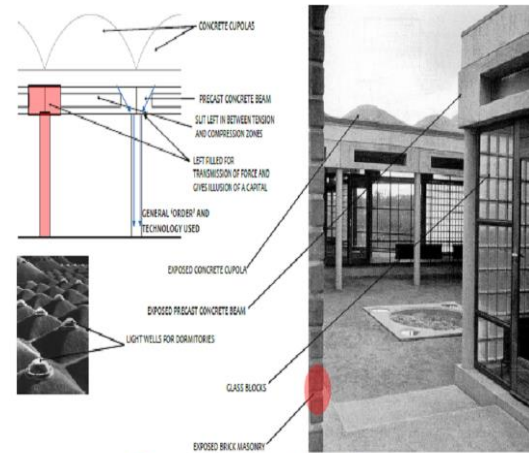 CONCRETE CUPOLAS
PRECAST CONCRETE BEAM
SLIT LEFT IN BETWEEN TENSION
AND COMPRESSION ZONES
LEFT FILLED FOR
TRANSMISSION OF FORCE AND
GIVES ILLUSION OF A CAPITAL
GENERAL 'ORDER' AND
TECHNOLOGY USED
EXPOSED CONCRETE CUPOLA
EXPOSED PRECAST CONCRETE BEAM
LIGHT WELLS FOR DORMITORIES
GLASS BLOCKS
EXPOSED BRICK MASONRY